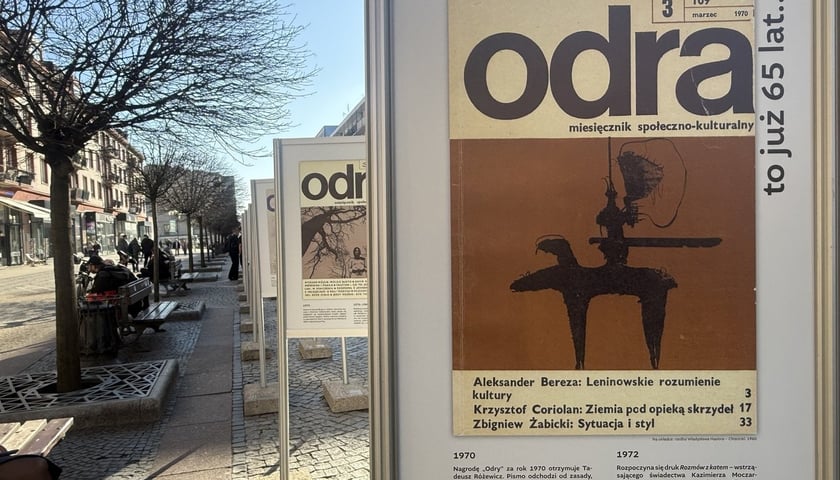 3
109
marzec 1970
odra
miesięcznik społeczno-kulturalny
to już 65 lat...
Aleksander Bereza: Leninowskie rozumienie
kultury 3
Krzysztof Coriolan: Ziemia pod opieką skrzydeł 17
Zbigniew Żabicki: Sytuacja i styl 33
1970
Nagrodę „Odry” za rok 1970 otrzymuje Ta-
deusz Różewicz. Pismo odchodzi od zasady,
1972
Rozpoczyna się druk Rozmów z katem – wstrzą-
sającego świadectwa Kazimierza Moczar-
odr